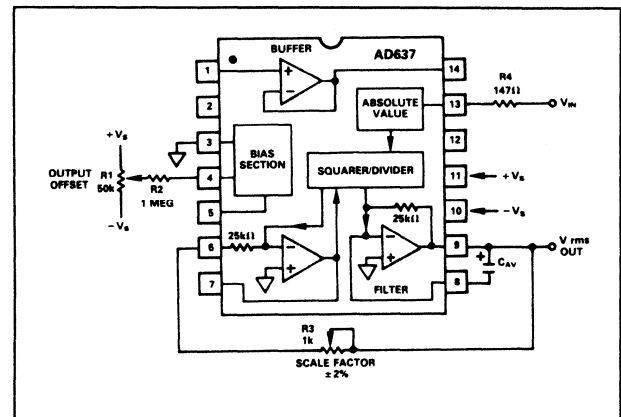 BUFFER
AD637
1
14
2
ABSOLUTE
VALUE
13
R4
147Ω
VIN
+VS
3
BIAS
SECTION
12
OUTPUT
OFFSET
R1
50k
R2
1 MEG
4
SQUARER/DIVIDER
11
+VS
-VS
5
10
-VS
25kΩ
25kΩ
6
9
V rms
OUT
+
CAV
7
FILTER
8
R3
1k
SCALE FACTOR
±2%